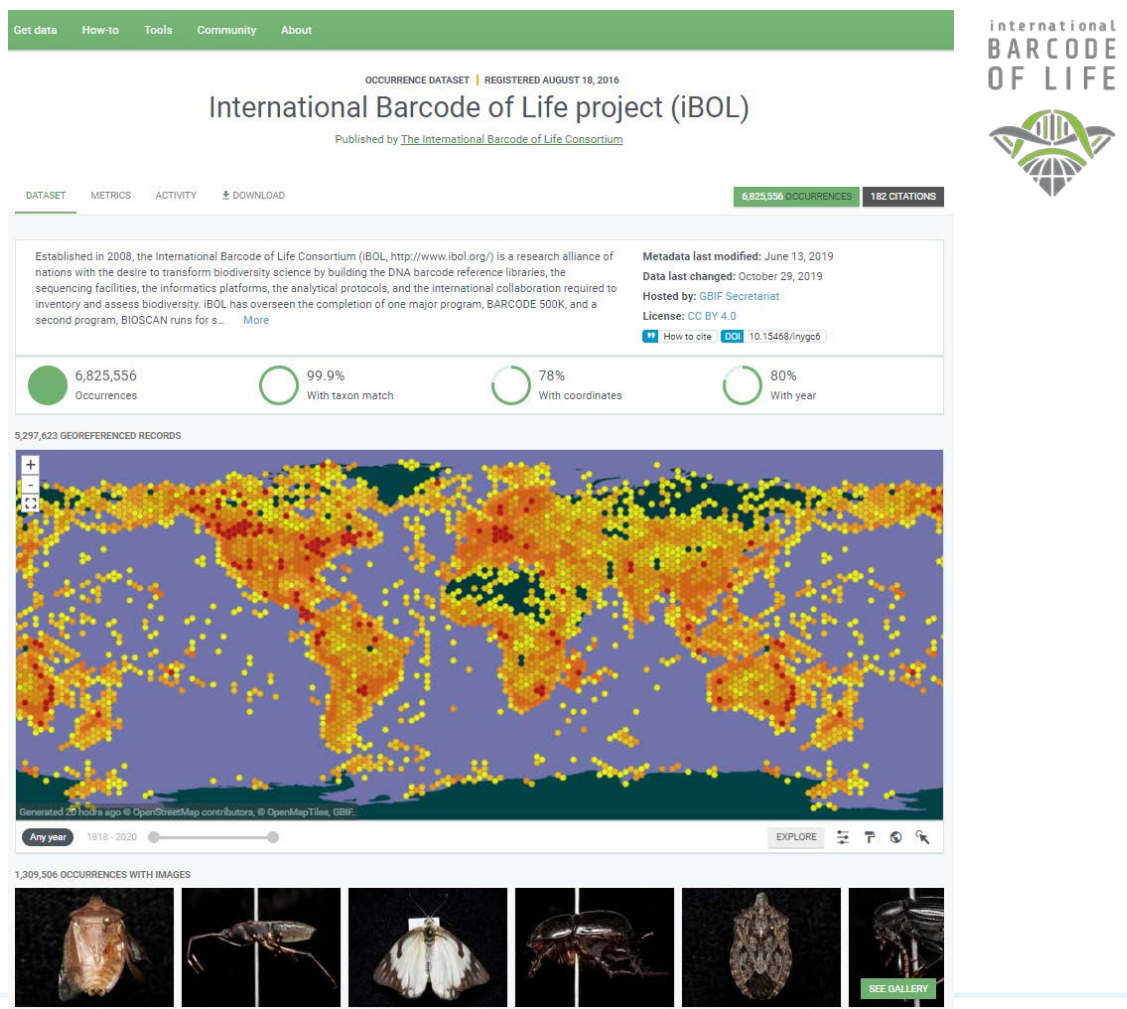 Get data How-to Tools Community About
international
BARCODE
OF LIFE
OCCURRENCE DATASET | REGISTERED AUGUST 18, 2016
International Barcode of Life project (iBOL)
Published by The International Barcode of Life Consortium
DATASET METRICS ACTIVITY DOWNLOAD
6,825,556 OCCURRENCES 182 CITATIONS
Established in 2008, the International Barcode of Life Consortium (iBOL, http://www.ibol.org/) is a research alliance of
nations with the desire to transform biodiversity science by building the DNA barcode reference libraries, the
sequencing facilities, the informatics platforms, the analytical protocols, and the international collaboration required to
inventory and assess biodiversity. iBOL has overseen the completion of one major program, BARCODE 500K, and a
second program, BIOSCAN runs for s... More
Metadata last modified: June 13, 2019
Data last changed: October 29, 2019
Hosted by: GBIF Secretariat
License: CC BY 4.0
How to cite DOI 10.15468/inygc6
6,825,556
Occurrences
99.9%
With taxon match
78%
With coordinates
80%
With year
5,297,623 GEOREFERENCED RECORDS
+
-
Generated 20 hours ago © OpenStreetMap contributors, © OpenMapTiles, GBIF.
Any year 1818 - 2020
EXPLORE
1,309,506 OCCURRENCES WITH IMAGES
SEE GALLERY